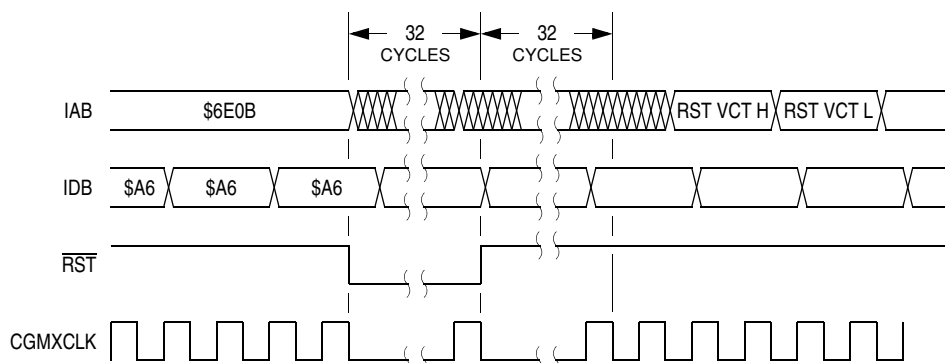 32
CYCLES
32
CYCLES
IAB
$6E0B
RST VCT H
RST VCT L
IDB
$A6
$A6
$A6
RST
CGMXCLK